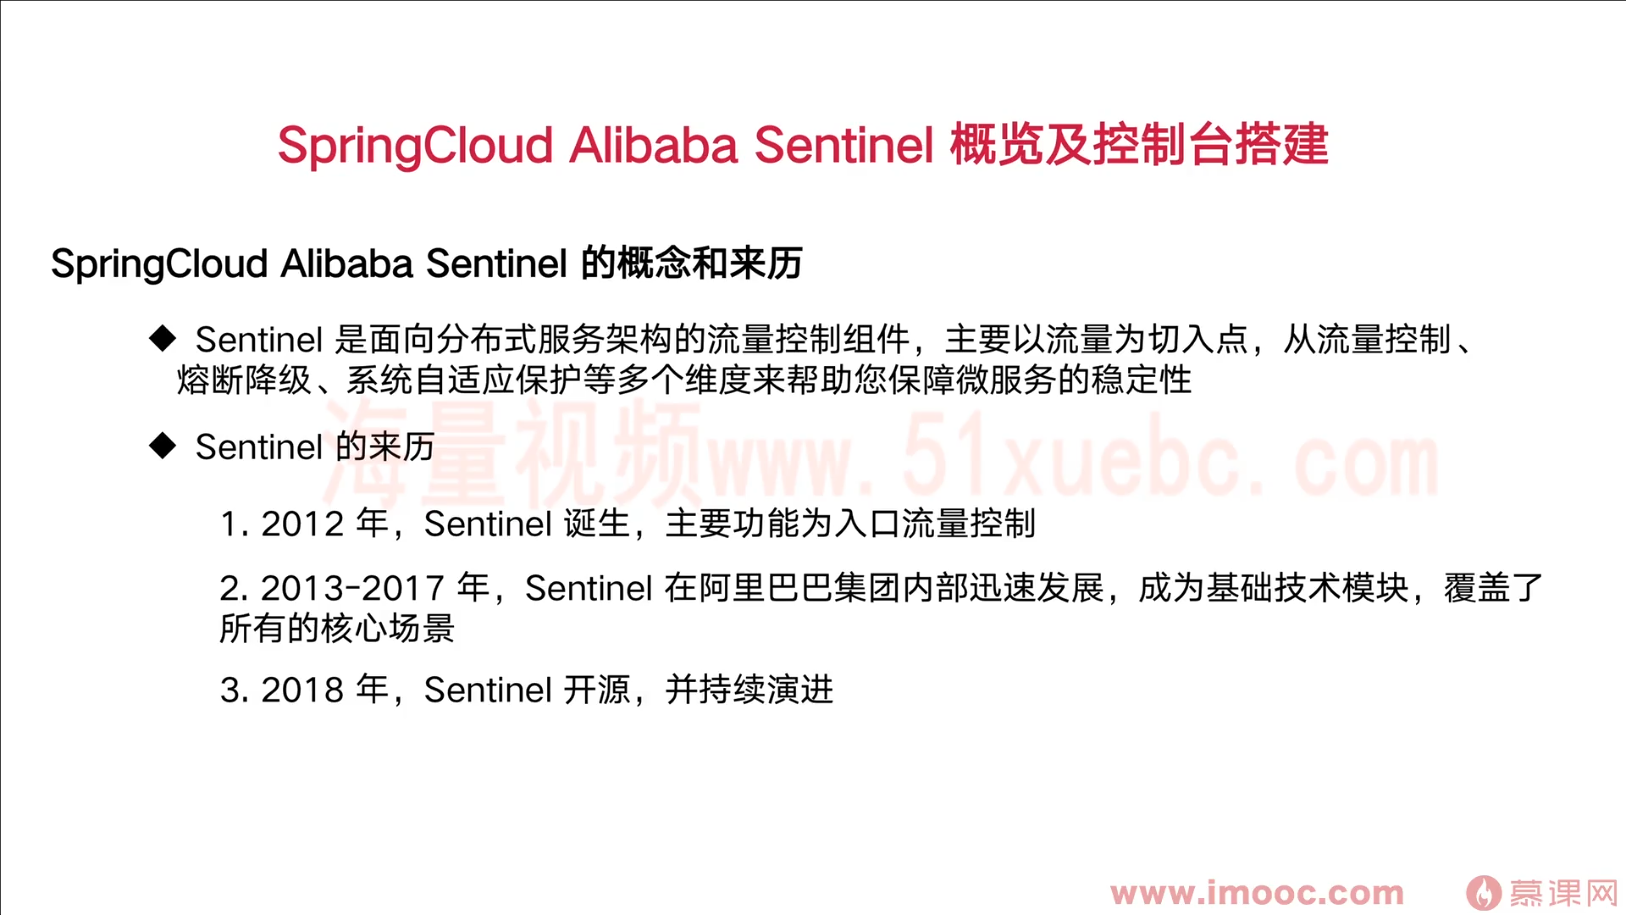 SpringCloud Alibaba Sentinel 概览及控制台搭建
SpringCloud Alibaba Sentinel 的概念和来历
◆ Sentinel 是面向分布式服务架构的流量控制组件，主要以流量为切入点，从流量控制、
熔断降级、系统自适应保护等多个维度来帮助您保障微服务的稳定性
◆ Sentinel 的来历
海量视频www.51xuebc.com
1. 2012 年，Sentinel 诞生，主要功能为入口流量控制
2. 2013-2017 年，Sentinel 在阿里巴巴集团内部迅速发展，成为基础技术模块，覆盖了
所有的核心场景
3. 2018 年，Sentinel 开源，并持续演进
www.imooc.com 慕课网